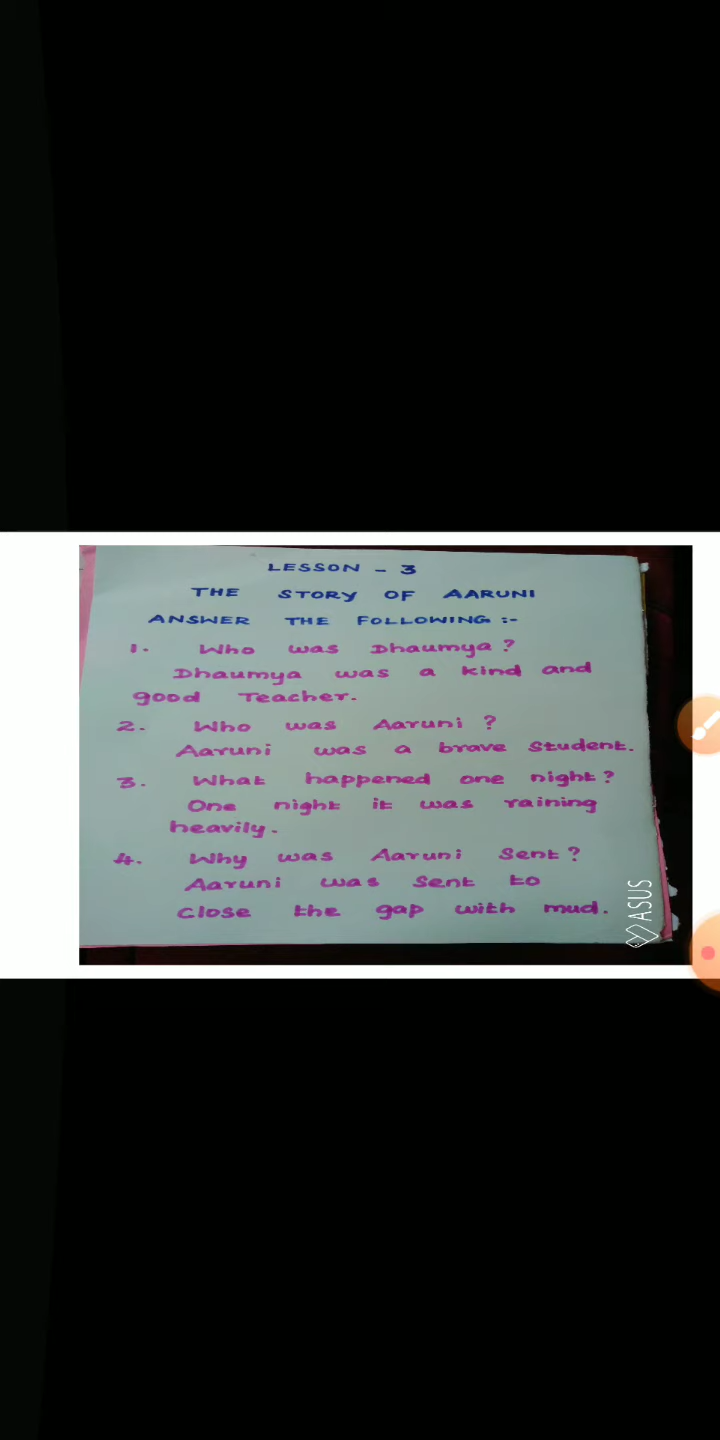 LESSON - 3
THE STORY OF AARUNI
ANSWER THE FOLLOWING :-
1. Who was Dhaumya?
Dhaumya was a kind and
good Teacher.
2. Who was Aaruni ?
Aaruni was a brave student.
3. What happened one night?
One night it was raining
heavily.
4. Why was Aaruni sent?
Aaruni was sent to
close the gap with mud.
ASUS